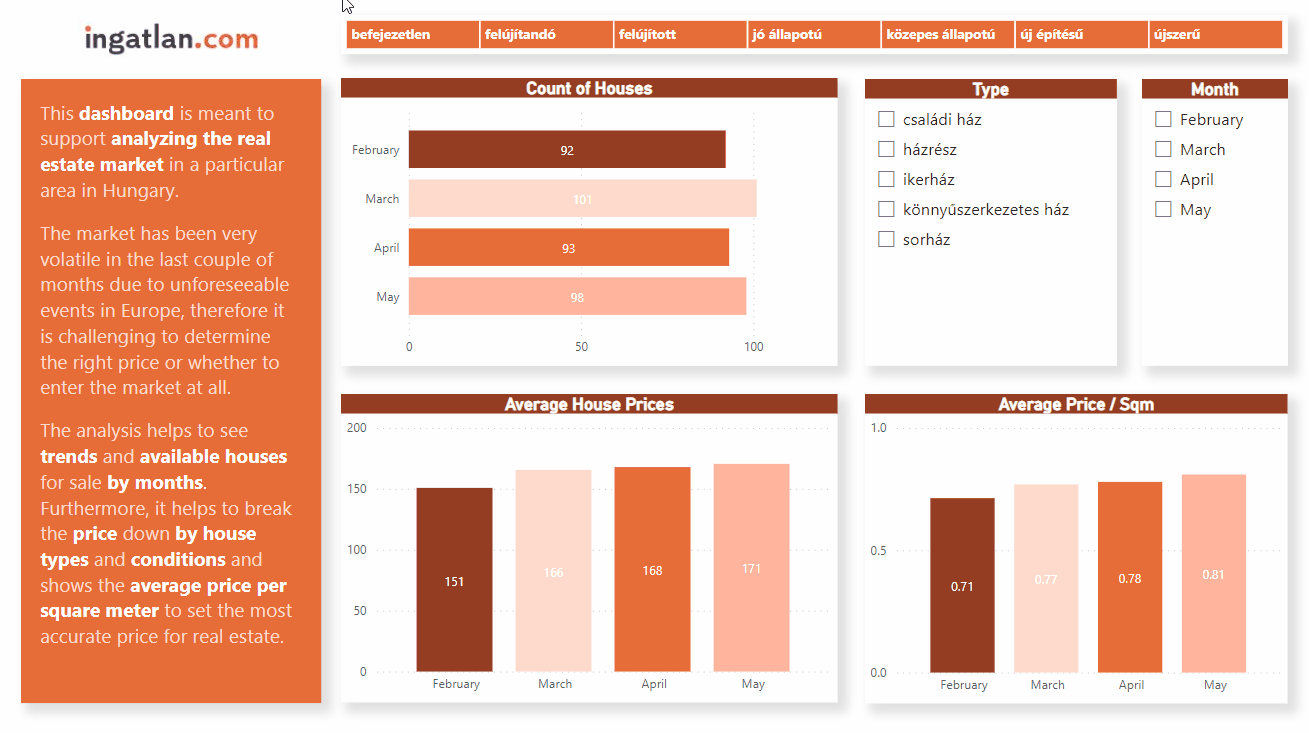 ingatlan.com
befejezetlen
felújítandó
felújított
jó állapotú
közepes állapotú
új építésű
újszerű
This dashboard is meant to
support analyzing the real
estate market in a particular
area in Hungary.
The market has been very
volatile in the last couple of
months due to unforeseeable
events in Europe, therefore it
is challenging to determine
the right price or whether to
enter the market at all.
The analysis helps to see
trends and available houses
for sale by months.
Furthermore, it helps to break
the price down by house
types and conditions and
shows the average price per
square meter to set the most
accurate price for real estate.
Count of Houses
February
92
March
101
April
93
May
98
0
50
100
Type
családi ház
házrész
ikerház
könnyűszerkezetes ház
sorház
Month
February
March
April
May
Average House Prices
200
150
100
50
0
151
166
168
171
February
March
April
May
Average Price / Sqm
1.0
0.5
0.0
0.71
0.77
0.78
0.81
February
March
April
May